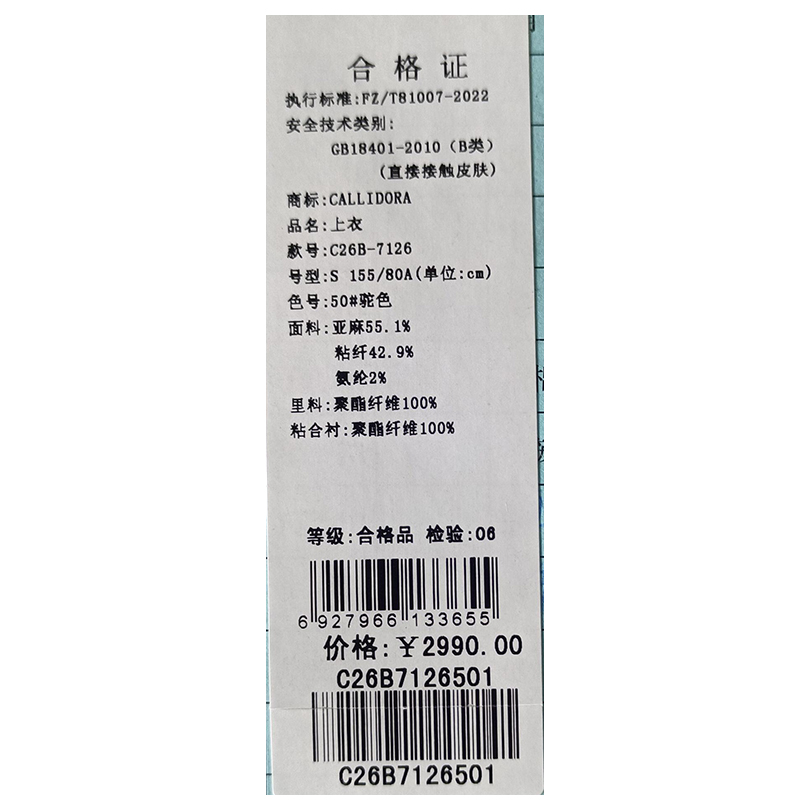 合格证
执行标准:FZ/T81007-2022
安全技术类别:
GB18401-2010（B类）
(直接接触皮肤)
商标:CALLIDORA
品名:上衣
款号:C26B-7126
号型:S 155/80A(单位:cm)
色号:50#驼色
面料:亚麻55.1%
粘纤42.9%
氨纶2%
里料:聚酯纤维100%
粘合衬:聚酯纤维100%
等级:合格品 检验:06
6 927966 133655
价格:￥2990.00
C26B7126501
C26B7126501